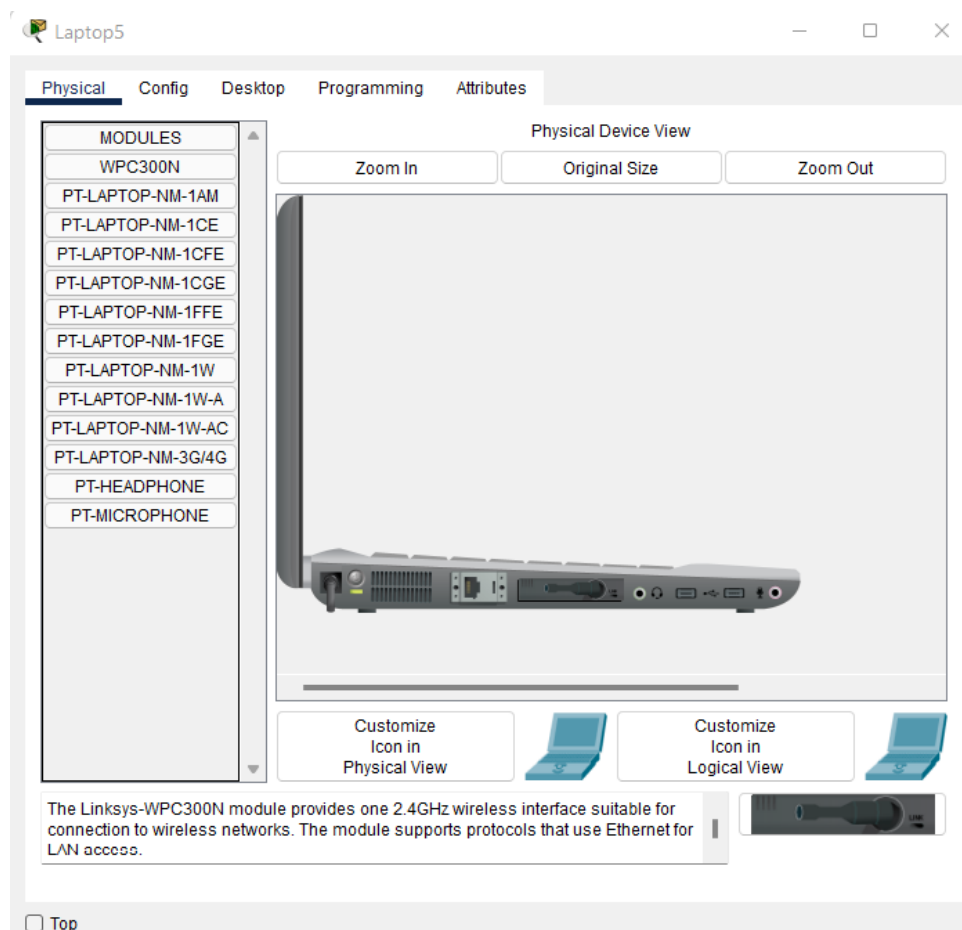 Laptop5
Physical Config Desktop Programming Attributes
MODULES
WPC300N
PT-LAPTOP-NM-1AM
PT-LAPTOP-NM-1CE
PT-LAPTOP-NM-1CFE
PT-LAPTOP-NM-1CGE
PT-LAPTOP-NM-1FFE
PT-LAPTOP-NM-1FGE
PT-LAPTOP-NM-1W
PT-LAPTOP-NM-1W-A
PT-LAPTOP-NM-1W-AC
PT-LAPTOP-NM-3G/4G
PT-HEADPHONE
PT-MICROPHONE
Physical Device View
Zoom In Original Size Zoom Out
Customize
Icon in
Physical View
Customize
Icon in
Logical View
The Linksys-WPC300N module provides one 2.4GHz wireless interface suitable for
connection to wireless networks. The module supports protocols that use Ethernet for
LAN access.
LINK
Top